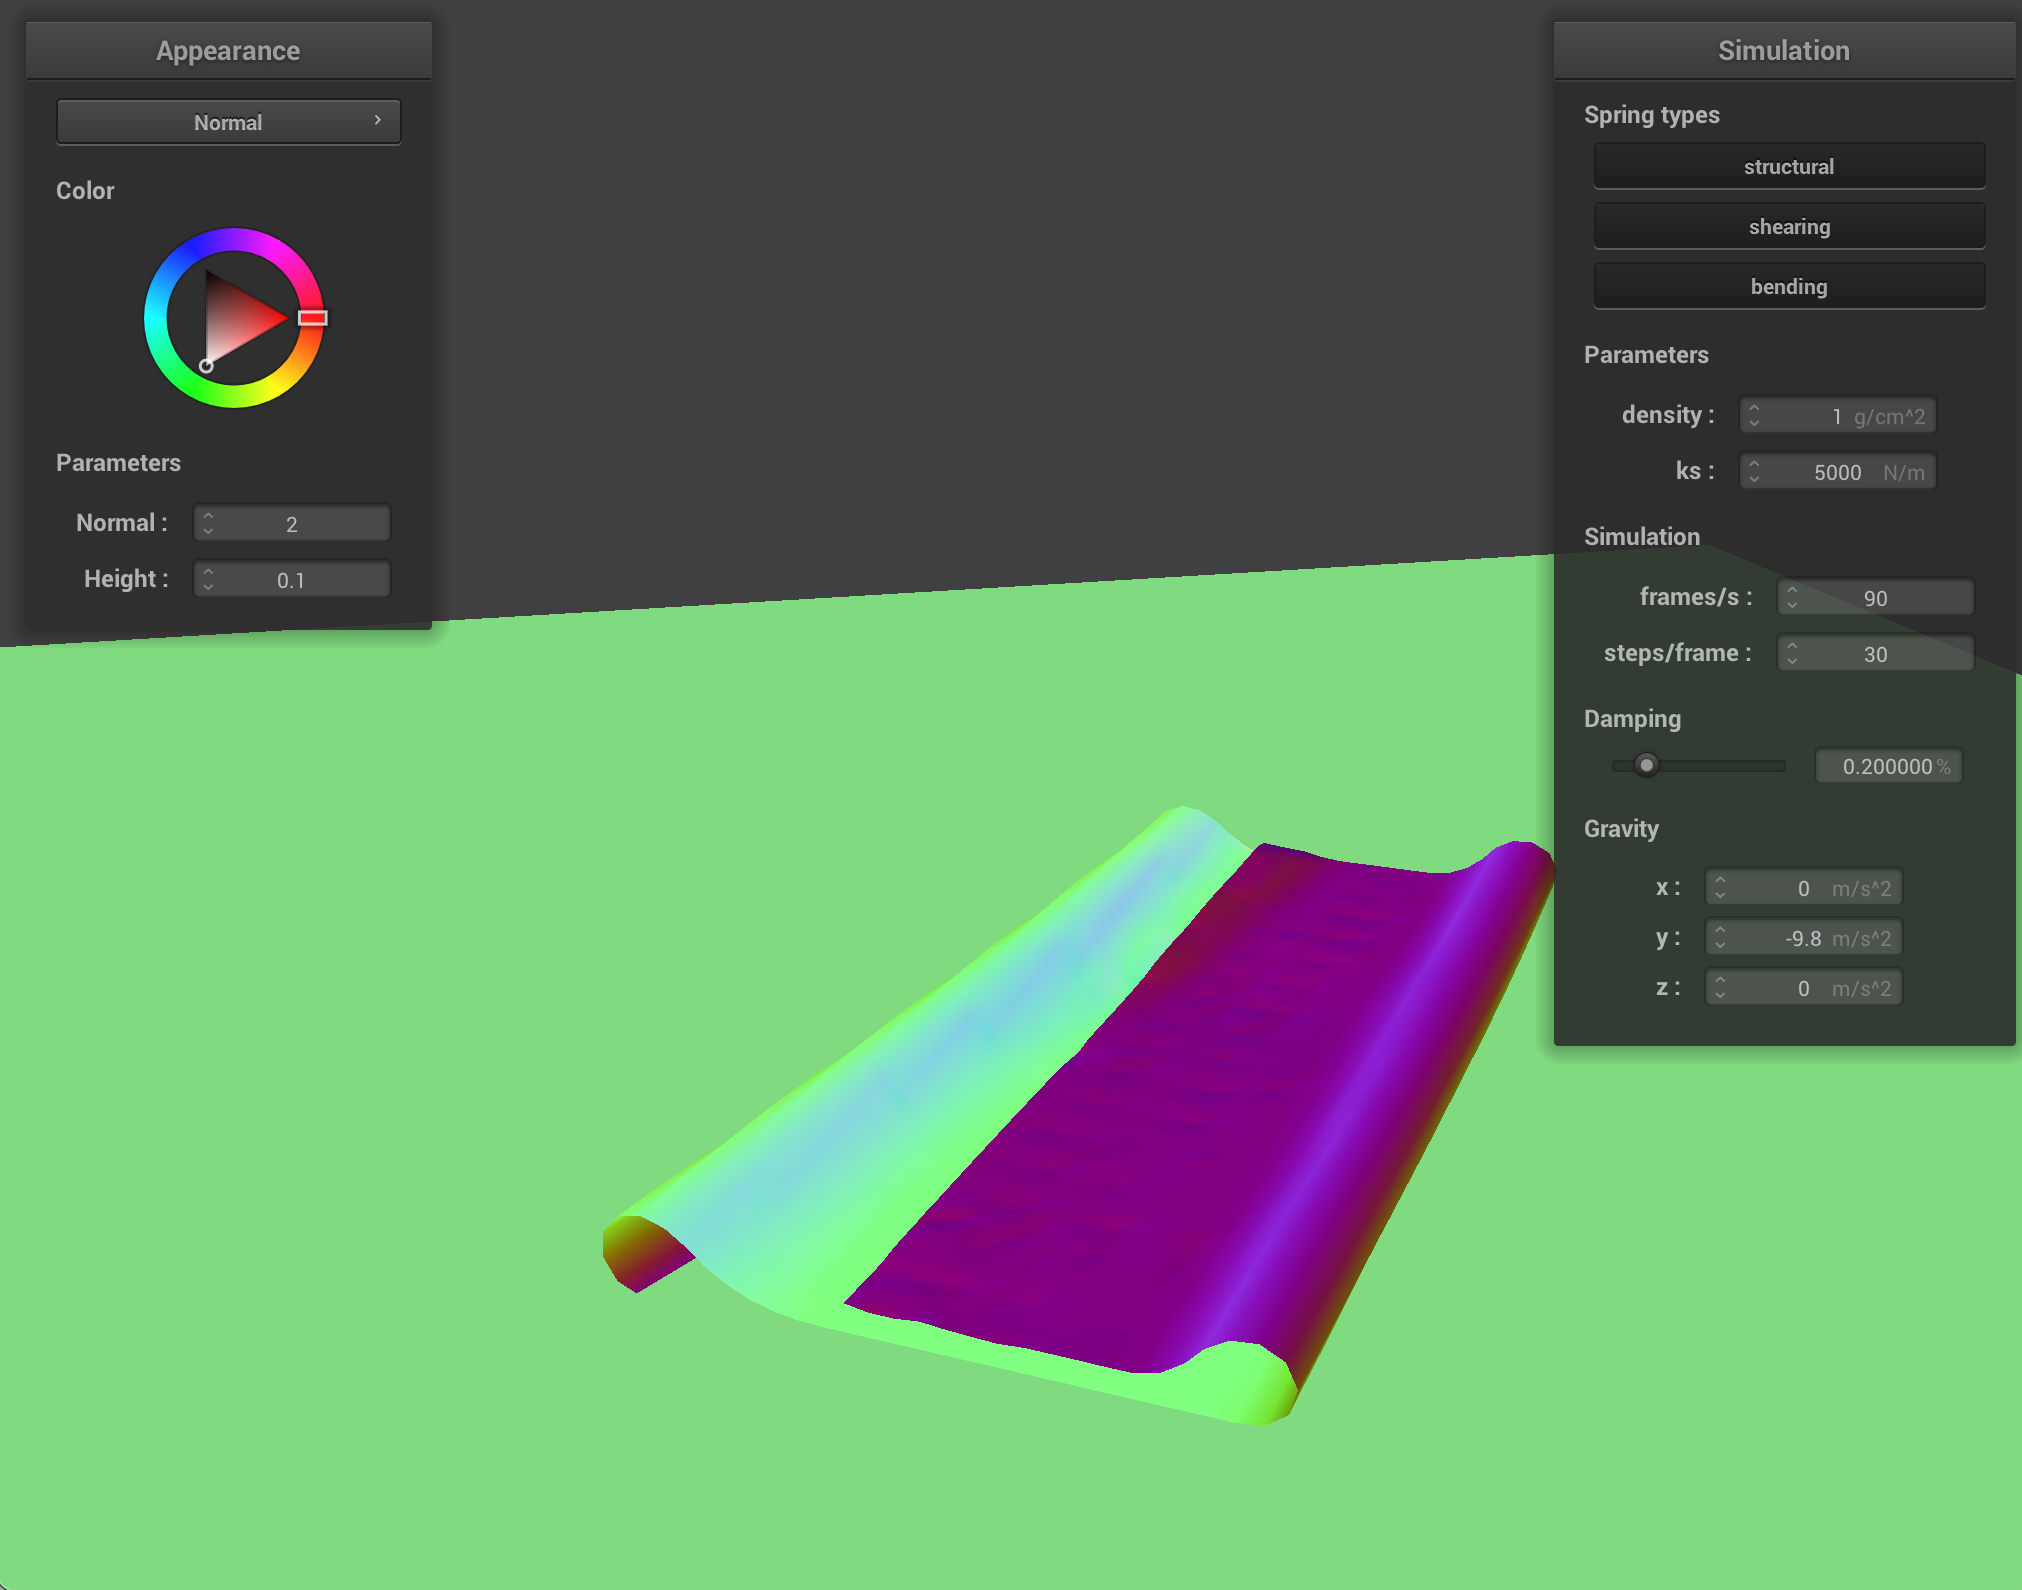 Appearance
Normal
Color
Parameters
Normal : 2
Height : 0.1
Simulation
Spring types
structural
shearing
bending
Parameters
density : 1 g/cm^2
ks : 5000 N/m
Simulation
frames/s : 90
steps/frame : 30
Damping
0.200000 %
Gravity
x : 0 m/s^2
y : -9.8 m/s^2
z : 0 m/s^2